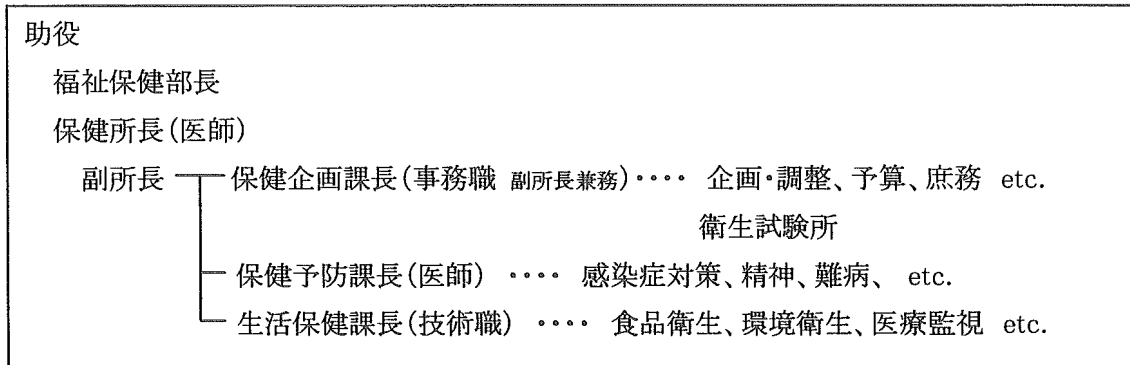 助役
福祉保健部長
保健所長(医師)
副所長 保健企画課長(事務職 副所長兼務)‥‥ 企画・調整、予算、庶務 etc.
衛生試験所
保健予防課長(医師) ‥‥ 感染症対策、精神、難病、 etc.
生活保健課長(技術職) ‥‥ 食品衛生、環境衛生、医療監視 etc.